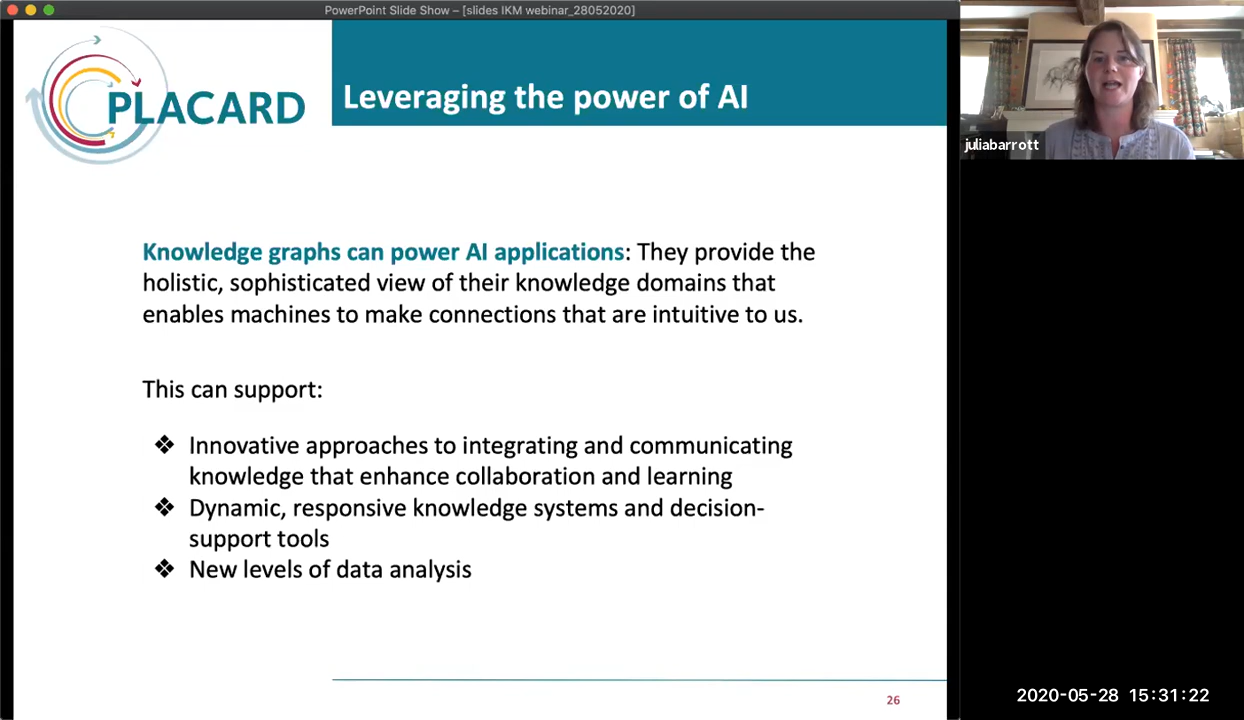 PowerPoint Slide Show – [slides IKM webinar_28052020]
PLACARD
Leveraging the power of AI
juliabarrott
Knowledge graphs can power AI applications: They provide the
holistic, sophisticated view of their knowledge domains that
enables machines to make connections that are intuitive to us.
This can support:
❖ Innovative approaches to integrating and communicating
knowledge that enhance collaboration and learning
❖ Dynamic, responsive knowledge systems and decision-
support tools
❖ New levels of data analysis
26
2020-05-28 15:31:22